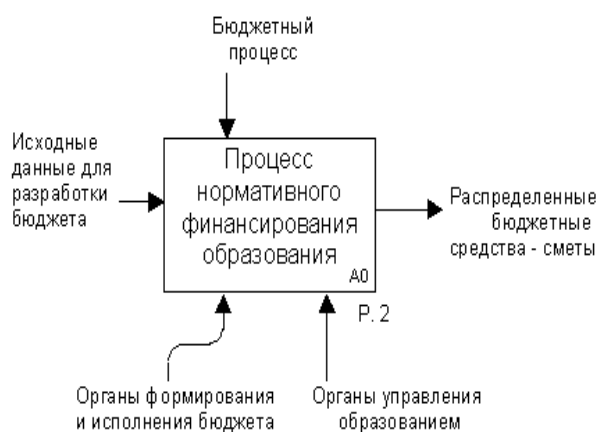 Бюджетный
процесс
Исходные
данные для
разработки
бюджета
Процесс
нормативного
финансирования
образования
A0
Распределенные
бюджетные
средства - сметы
P. 2
Органы формирования
и исполнения бюджета
Органы управления
образованием